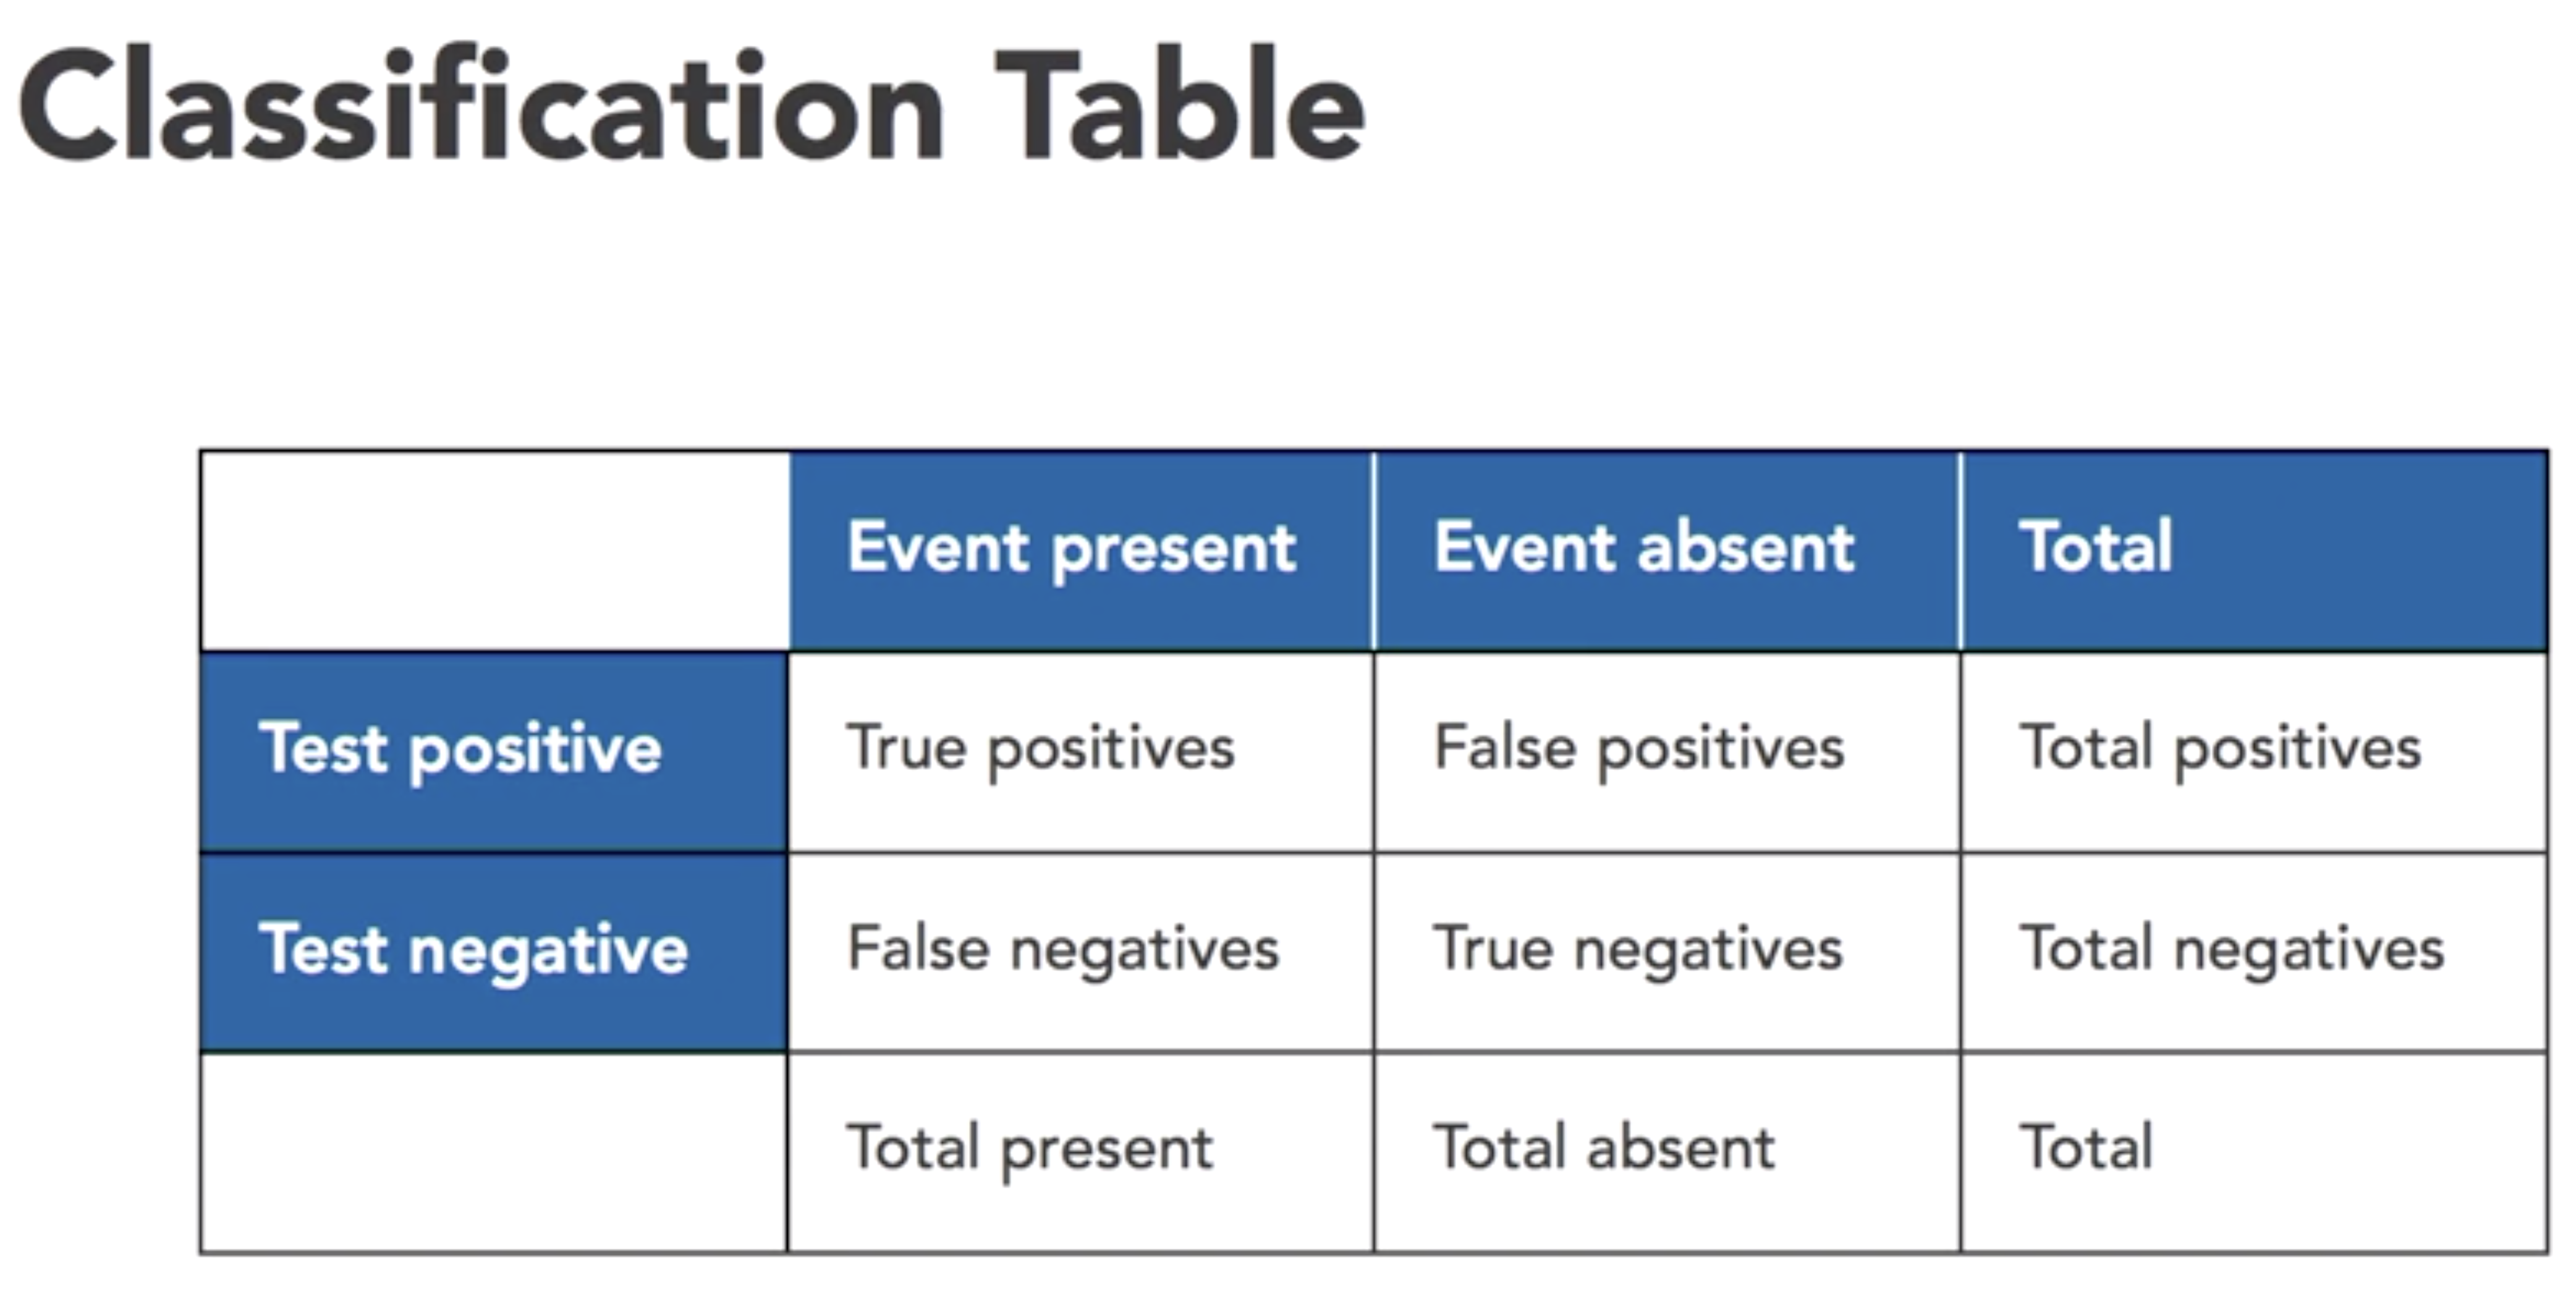 Classification Table
Event present Event absent Total
Test positive True positives False positives Total positives
Test negative False negatives True negatives Total negatives
Total present Total absent Total